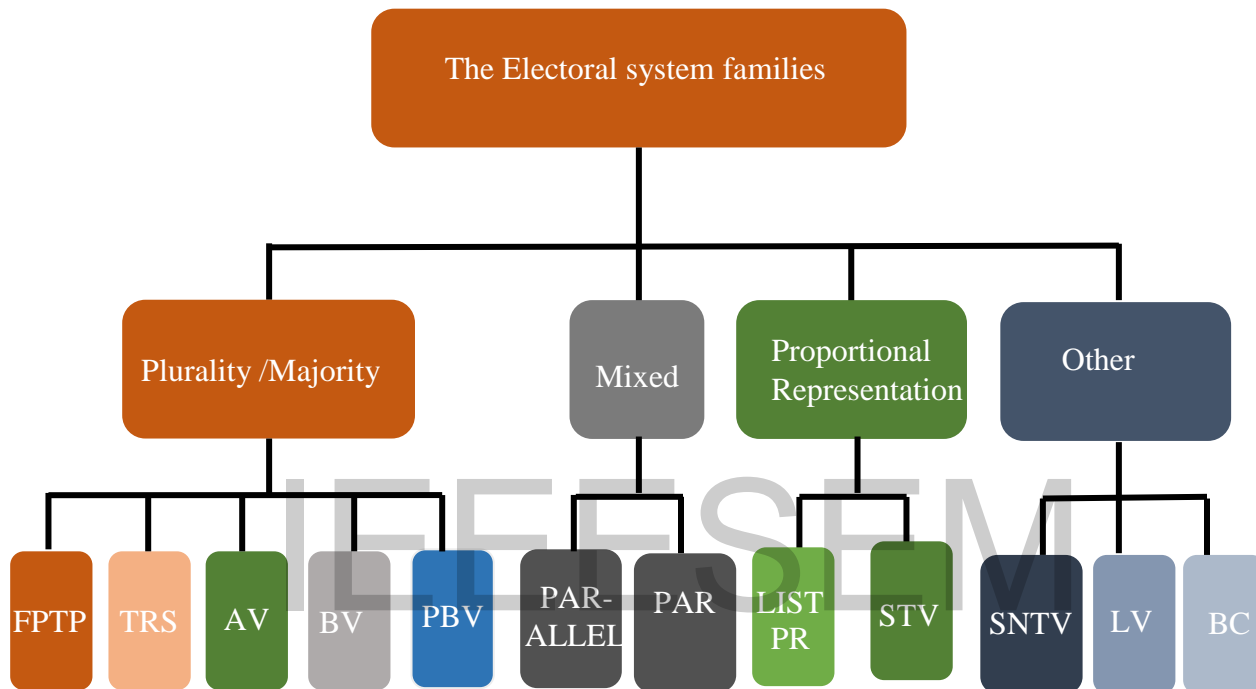 The Electoral system families
Plurality /Majority
Mixed
Proportional
Representation
Other
IEEESEM
FPTP
TRS
AV
BV
PBV
PAR-
ALLEL
PAR
LIST
PR
STV
SNTV
LV
BC